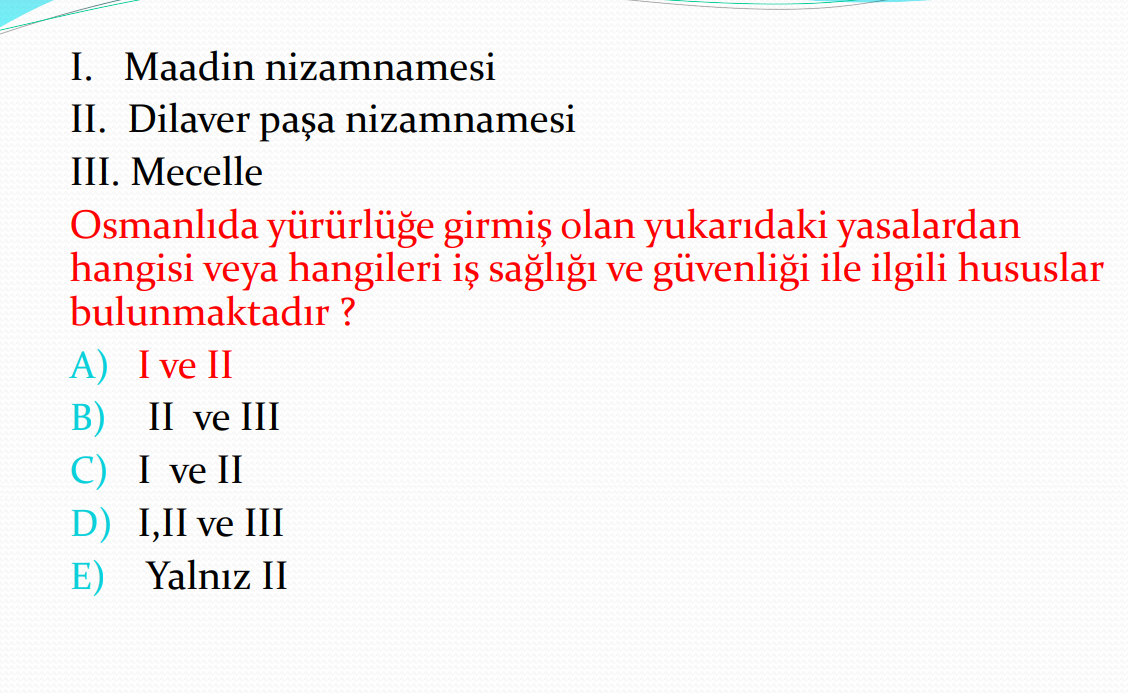 I. Maadin nizamnamesi
II. Dilaver paşa nizamnamesi
III. Mecelle
Osmanlıda yürürlüğe girmiş olan yukarıdaki yasalardan
hangisi veya hangileri iş sağlığı ve güvenliği ile ilgili hususlar
bulunmaktadır ?
A) I ve II
B) II ve III
C) I ve II
D) I,II ve III
E) Yalnız II